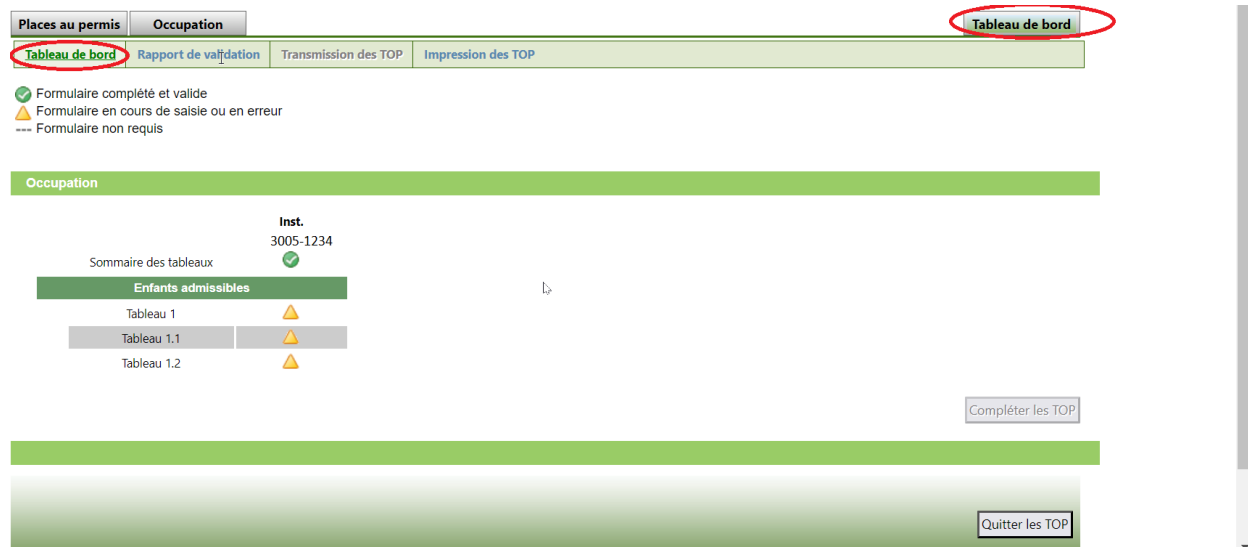 Places au permis Occupation Tableau de bord
Tableau de bord Rapport de validation Transmission des TOP Impression des TOP
Formulaire complété et valide
Formulaire en cours de saisie ou en erreur
--- Formulaire non requis
Occupation
Inst.
3005-1234
Sommaire des tableaux
Enfants admissibles
Tableau 1
Tableau 1.1
Tableau 1.2
Compléter les TOP
Quitter les TOP